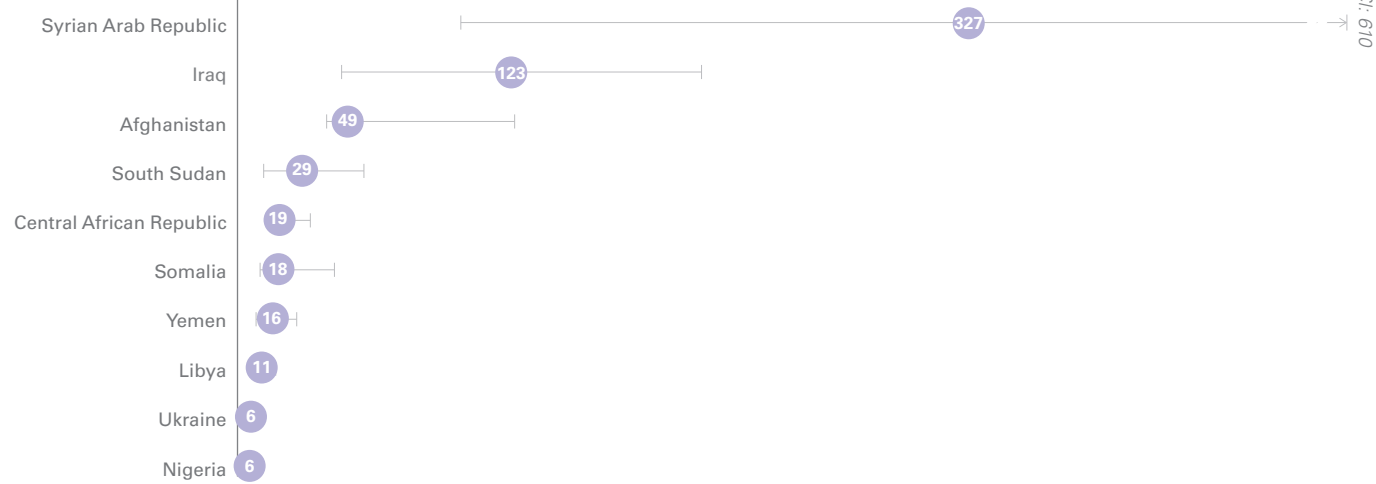 Syrian Arab Republic 327
Iraq 123
Afghanistan 49
South Sudan 29
Central African Republic 19
Somalia 18
Yemen 16
Libya 11
Ukraine 6
Nigeria 6
610